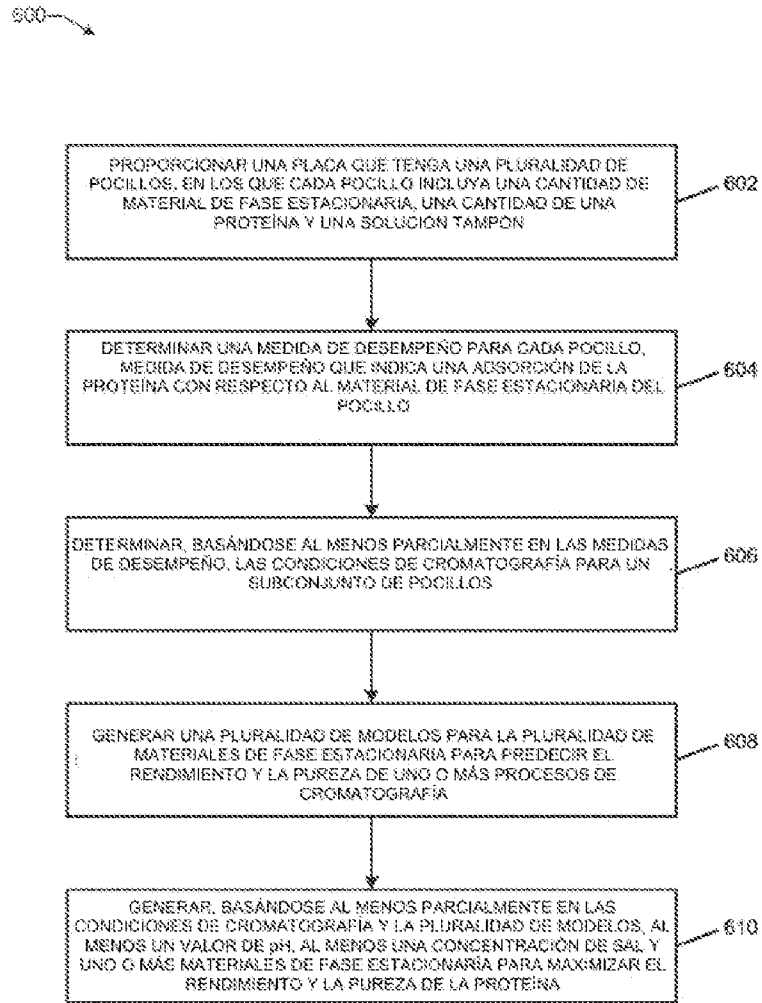 600
PROPORCIONAR UNA PLACA QUE TENGA UNA PLURALIDAD DE
POCILLOS, EN LOS QUE CADA POCILLO INCLUYA UNA CANTIDAD DE
MATERIAL DE FASE ESTACIONARIA, UNA CANTIDAD DE UNA
PROTEÍNA Y UNA SOLUCION TAMPON
602
DETERMINAR UNA MEDIDA DE DESEMPEÑO PARA CADA POCILLO,
MEDIDA DE DESEMPEÑO QUE INDICA UNA ADSORCIÓN DE LA
PROTEÍNA CON RESPECTO AL MATERIAL DE FASE ESTACIONARIA DEL
POCILLO
604
DETERMINAR, BASÁNDOSE AL MENOS PARCIALMENTE EN LAS MEDIDAS
DE DESEMPEÑO, LAS CONDICIONES DE CROMATOGRAFÍA PARA UN
SUBCONJUNTO DE POCILLOS
606
GENERAR UNA PLURALIDAD DE MODELOS PARA LA PLURALIDAD DE
MATERIALES DE FASE ESTACIONARIA PARA PREDECIR EL
RENDIMIENTO Y LA PUREZA DE UNO O MÁS PROCESOS DE
CROMATOGRAFÍA
608
GENERAR, BASÁNDOSE AL MENOS PARCIALMENTE EN LAS
CONDICIONES DE CROMATOGRAFÍA Y LA PLURALIDAD DE MODELOS, AL
MENOS UN VALOR DE pH, AL MENOS UNA CONCENTRACIÓN DE SAL Y
UNO O MÁS MATERIALES DE FASE ESTACIONARÍA PARA MAXIMIZAR EL
RENDIMIENTO Y LA PUREZA DE LA PROTEÍNA
610